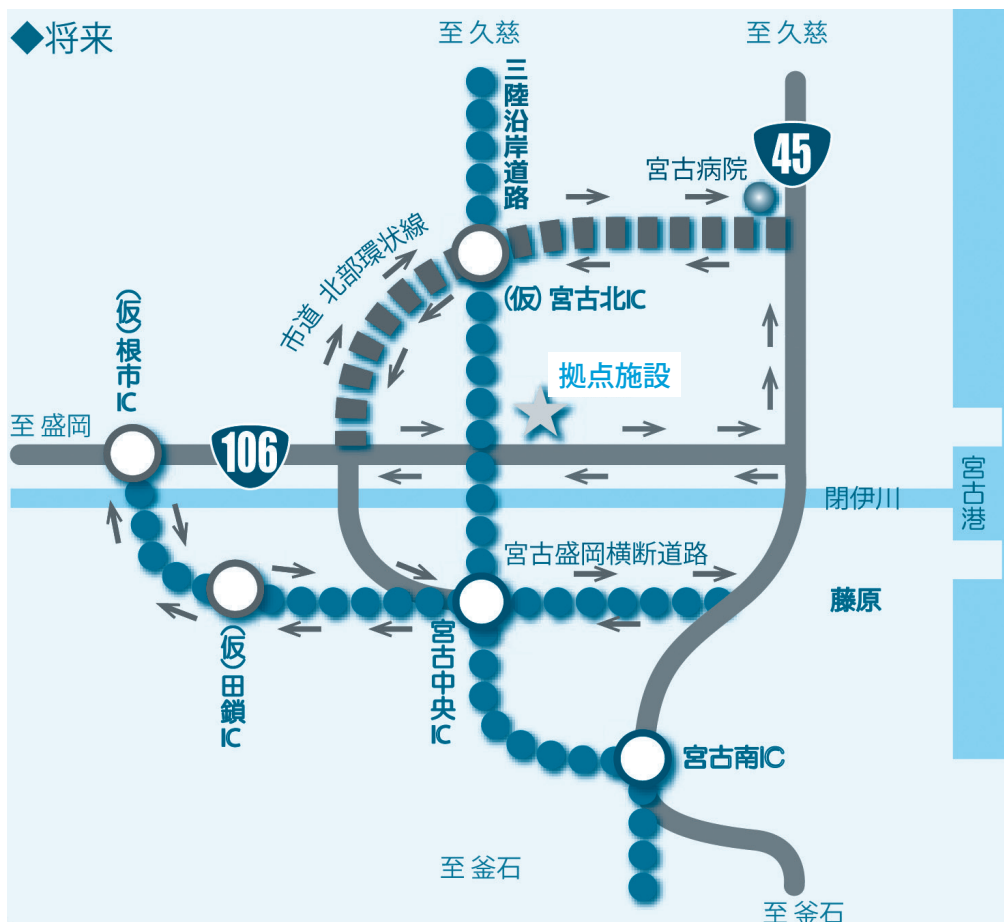 ◆将来
至 久慈
至 久慈
三陸沿岸道路
45
宮古病院
市道 北部環状線
(仮) 宮古北IC
(仮)根市IC
拠点施設
至 盛岡
106
宮古港
閉伊川
宮古盛岡横断道路
藤原
(仮)田鎖IC
宮古中央IC
宮古南IC
至 釜石
至 釜石